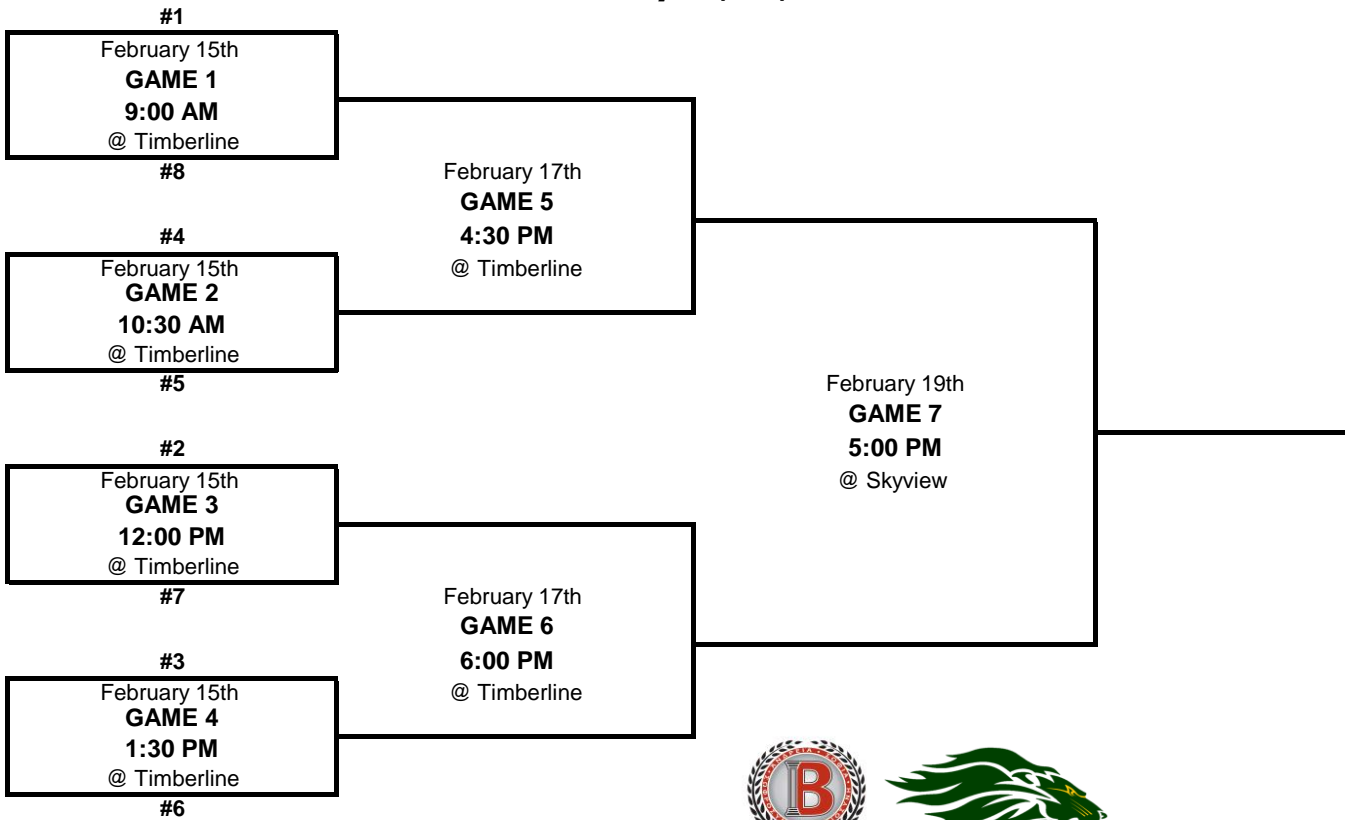 #1
February 15th
GAME 1
9:00 AM
@ Timberline
#8
#4
February 15th
GAME 2
10:30 AM
@ Timberline
#5
#2
February 15th
GAME 3
12:00 PM
@ Timberline
#7
#3
February 15th
GAME 4
1:30 PM
@ Timberline
#6
February 17th
GAME 5
4:30 PM
@ Timberline
February 17th
GAME 6
6:00 PM
@ Timberline
February 19th
GAME 7
5:00 PM
@ Skyview
B